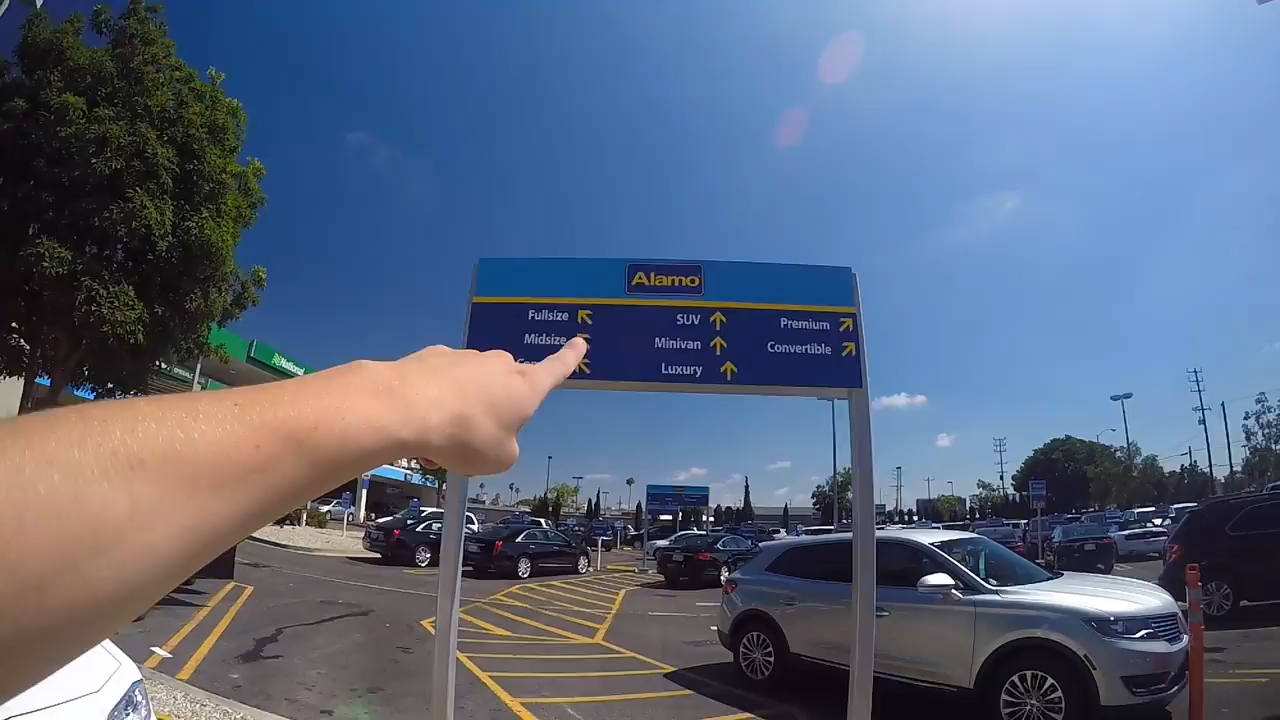 Alamo
Fullsize
Midsize
SUV
Minivan
Luxury
Premium
Convertible
National